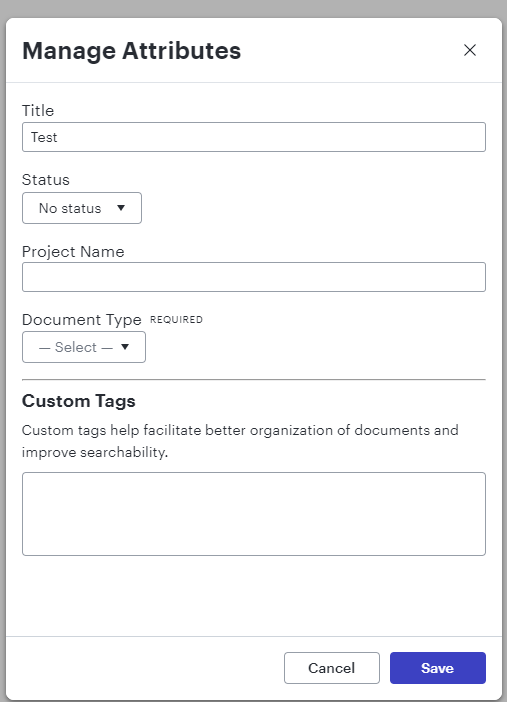 Manage Attributes
Title
Test
Status
No status
Project Name
Document Type REQUIRED
— Select —
Custom Tags
Custom tags help facilitate better organization of documents and
improve searchability.
Cancel
Save